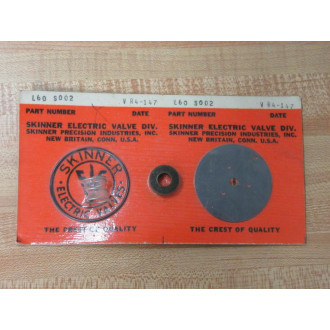 L60 S002 V 84-147 L60 S002 V 84-147
PART NUMBER DATE PART NUMBER DATE
SKINNER ELECTRIC VALVE DIV. SKINNER ELECTRIC VALVE DIV.
SKINNER PRECISION INDUSTRIES, INC. SKINNER PRECISION INDUSTRIES, INC.
NEW BRITAIN, CONN. U.S.A. NEW BRITAIN, CONN. U.S.A.
SKINNER
ELECTRIC VALVES
THE CREST OF QUALITY THE CREST OF QUALITY